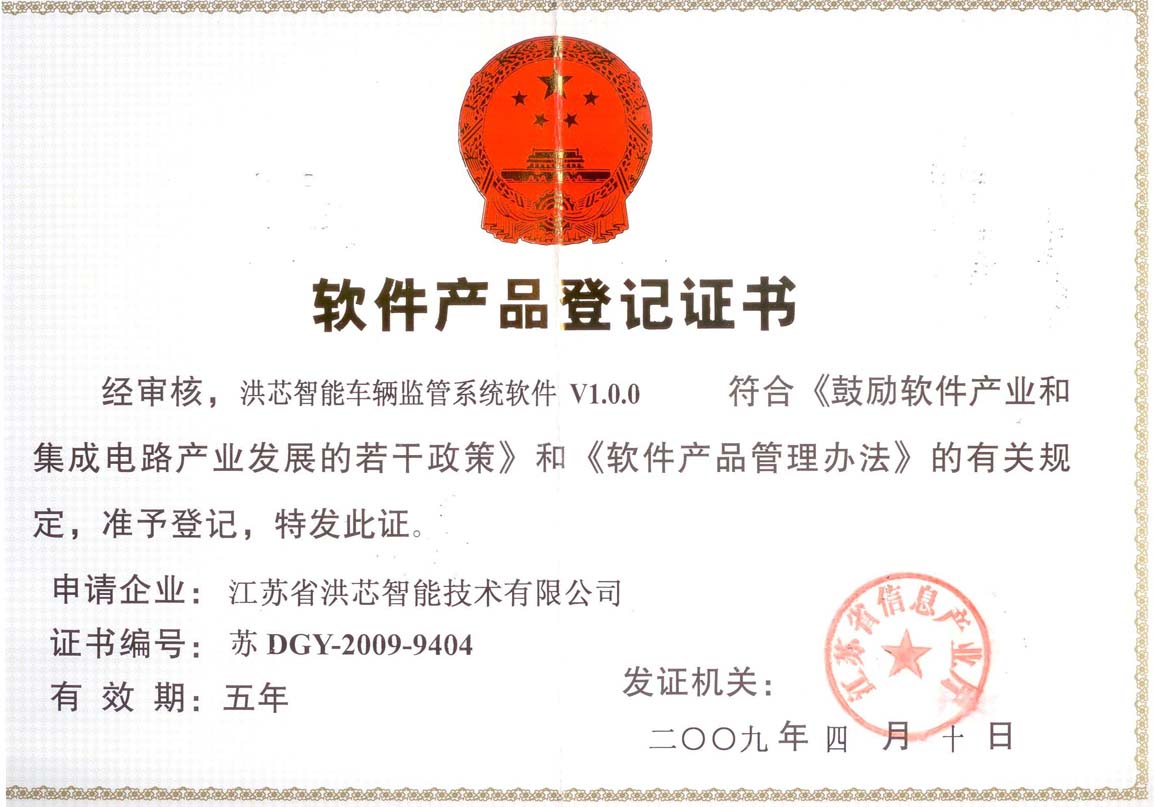 软件产品登记证书
经审核，洪芯智能车辆监管系统软件 V1.0.0 符合《鼓励软件产业和
集成电路产业发展的若干政策》和《软件产品管理办法》的有关规
定，准予登记，特发此证。
申请企业：江苏省洪芯智能技术有限公司
证书编号：苏 DGY-2009-9404
有 效 期：五年
江苏省信息产业厅
发证机关：
二〇〇九 年 四 月 十 日